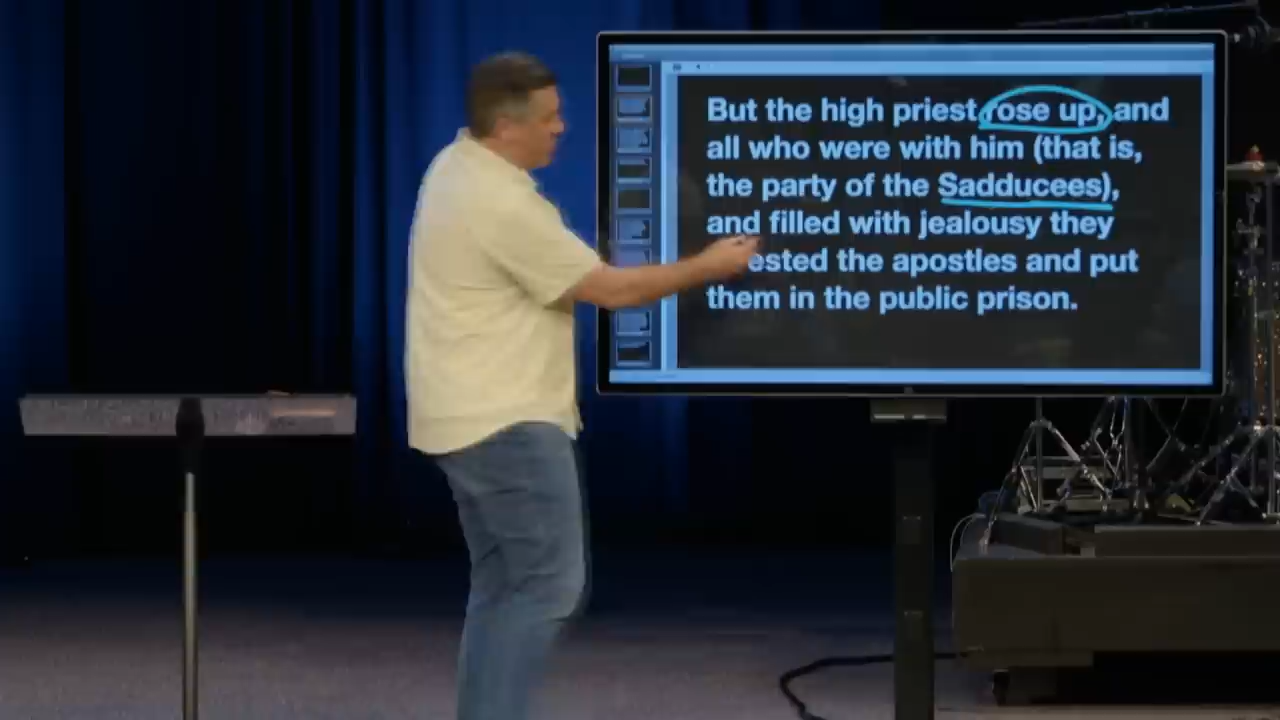 But the high priest rose up, and
all who were with him (that is,
the party of the Sadducees),
and filled with jealousy they
ested the apostles and put
them in the public prison.